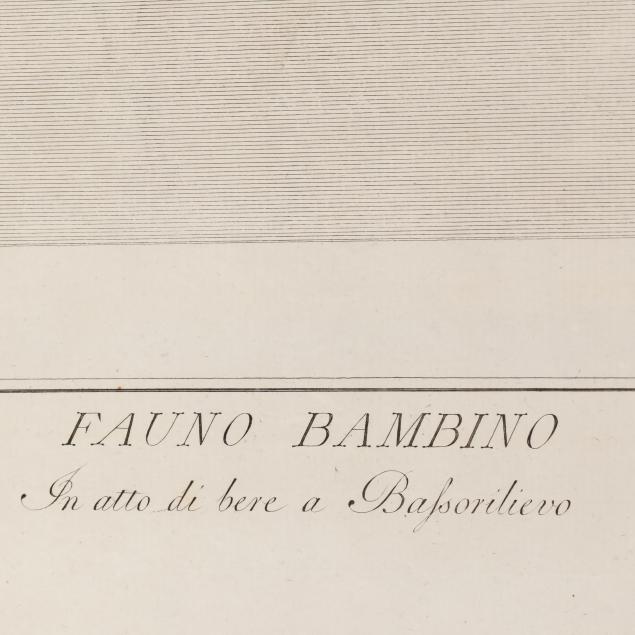 FAUNO BAMBINO
In atto di bere a Baſsorilievo